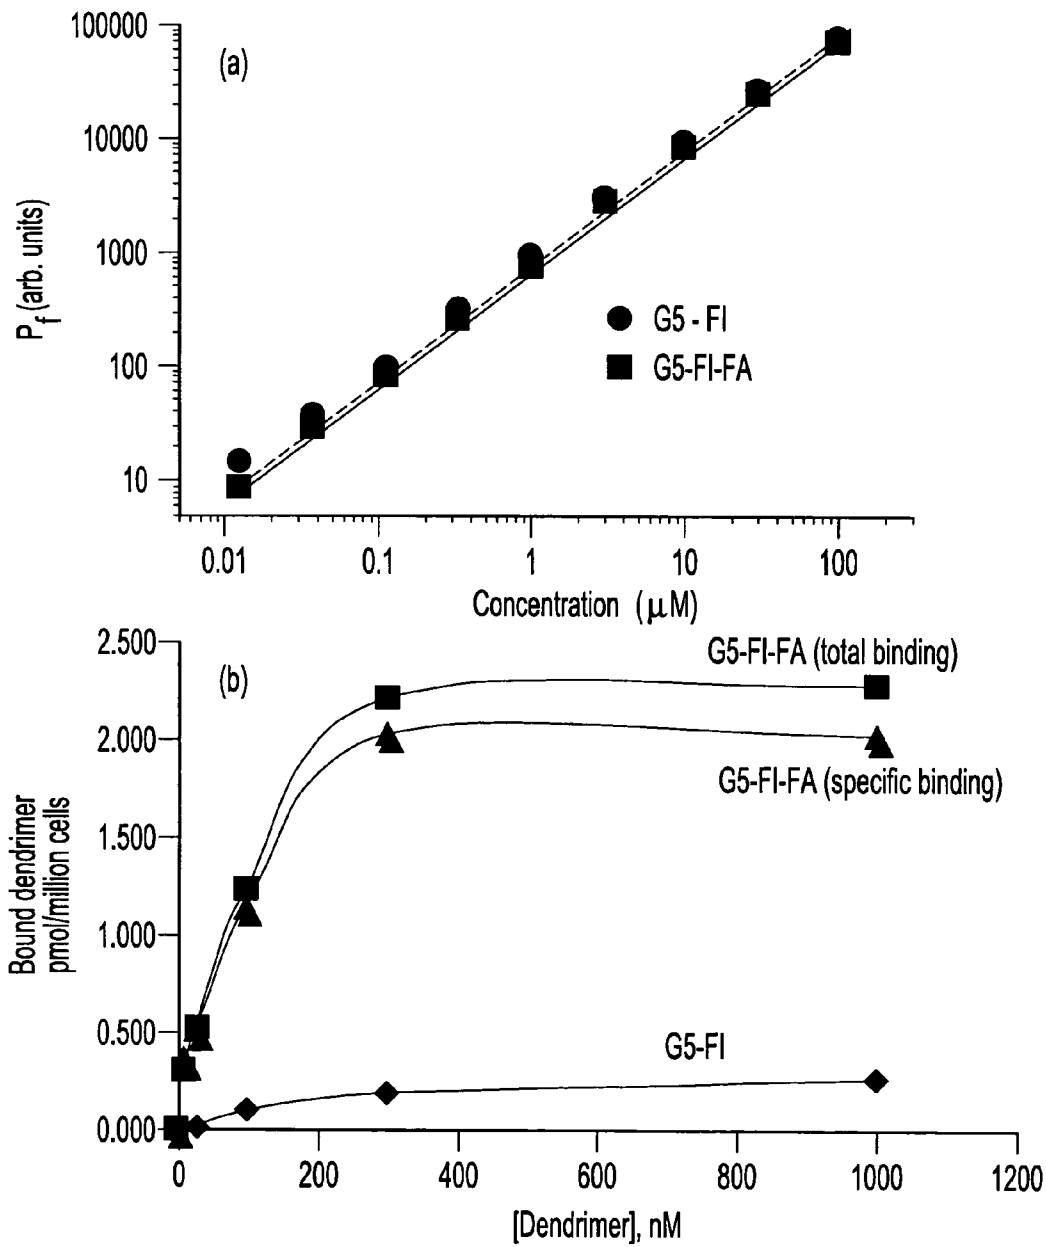 100000
(a)
10000
1000
100
10
P_f (arb. units)
G5 - FI
G5-FI-FA
0.01 0.1 1 10 100
Concentration (μM)
2.500
(b)
G5-FI-FA (total binding)
2.000
G5-FI-FA (specific binding)
1.500
Bound dendrimer
pmol/million cells
1.000
0.500
G5-FI
0.000
0 200 400 600 800 1000 1200
[Dendrimer], nM